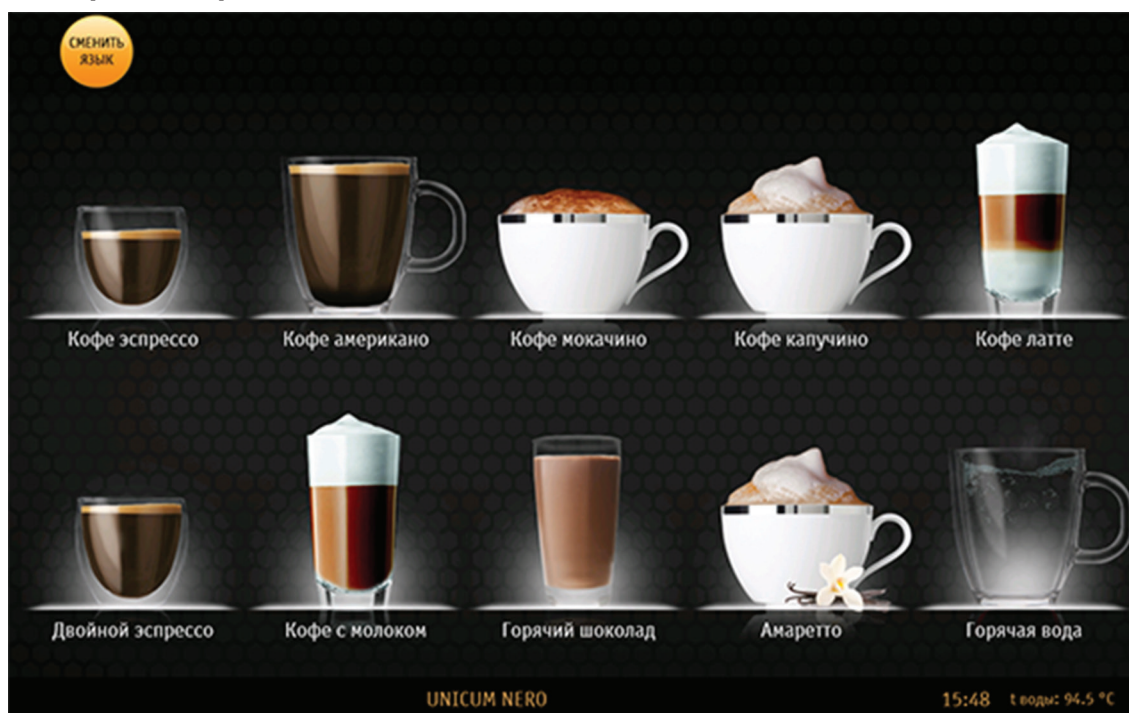 СМЕНИТЬ
ЯЗЫК
Кофе эспрессо
Кофе американо
Кофе мокачино
Кофе капучино
Кофе латте
Двойной эспрессо
Кофе с молоком
Горячий шоколад
Амаретто
Горячая вода
UNICUM NERO
15:48
t воды: 94.5 °C